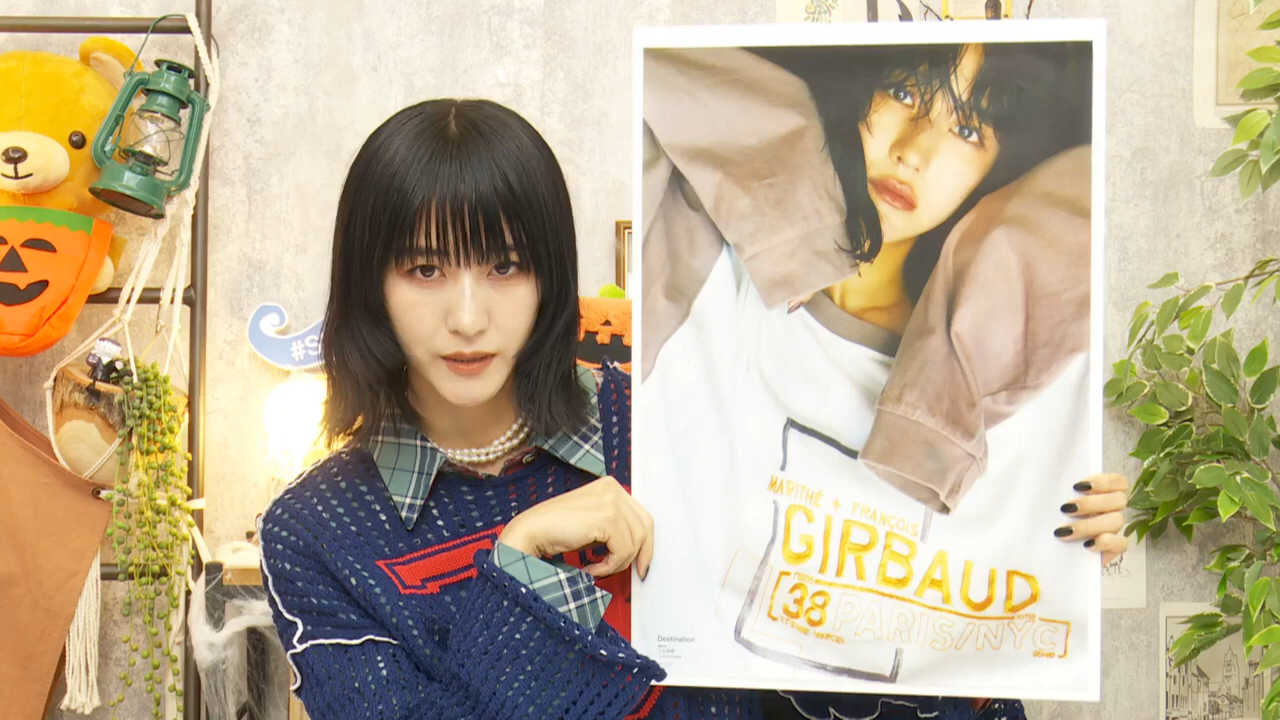 #S
MARITHÉ + FRANÇOIS
GIRBAUD
38
PARIS/NYC
Destination